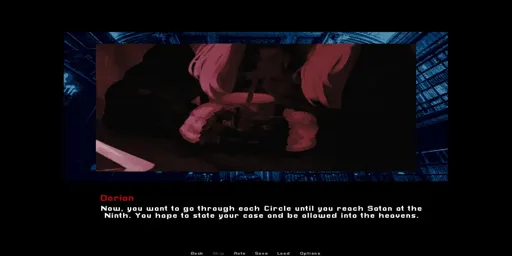 Darian
Now, you want to go through each Circle until you reach Satan at the
Ninth. You hope to state your case and be allowed into the heavens.
Back Skip Auto Save Load Options